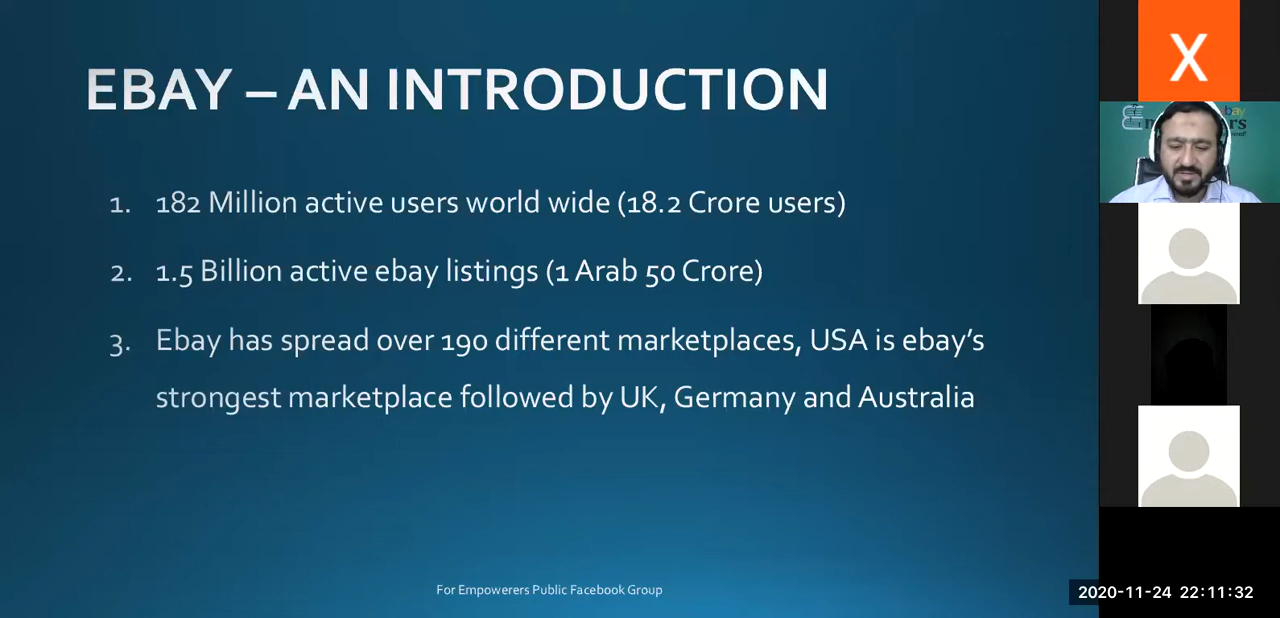 EBAY – AN INTRODUCTION
1. 182 Million active users world wide (18.2 Crore users)
2. 1.5 Billion active ebay listings (1 Arab 50 Crore)
3. Ebay has spread over 190 different marketplaces, USA is ebay’s
strongest marketplace followed by UK, Germany and Australia
For Empowerers Public Facebook Group
X
bay
rs
2020-11-24 22:11:32